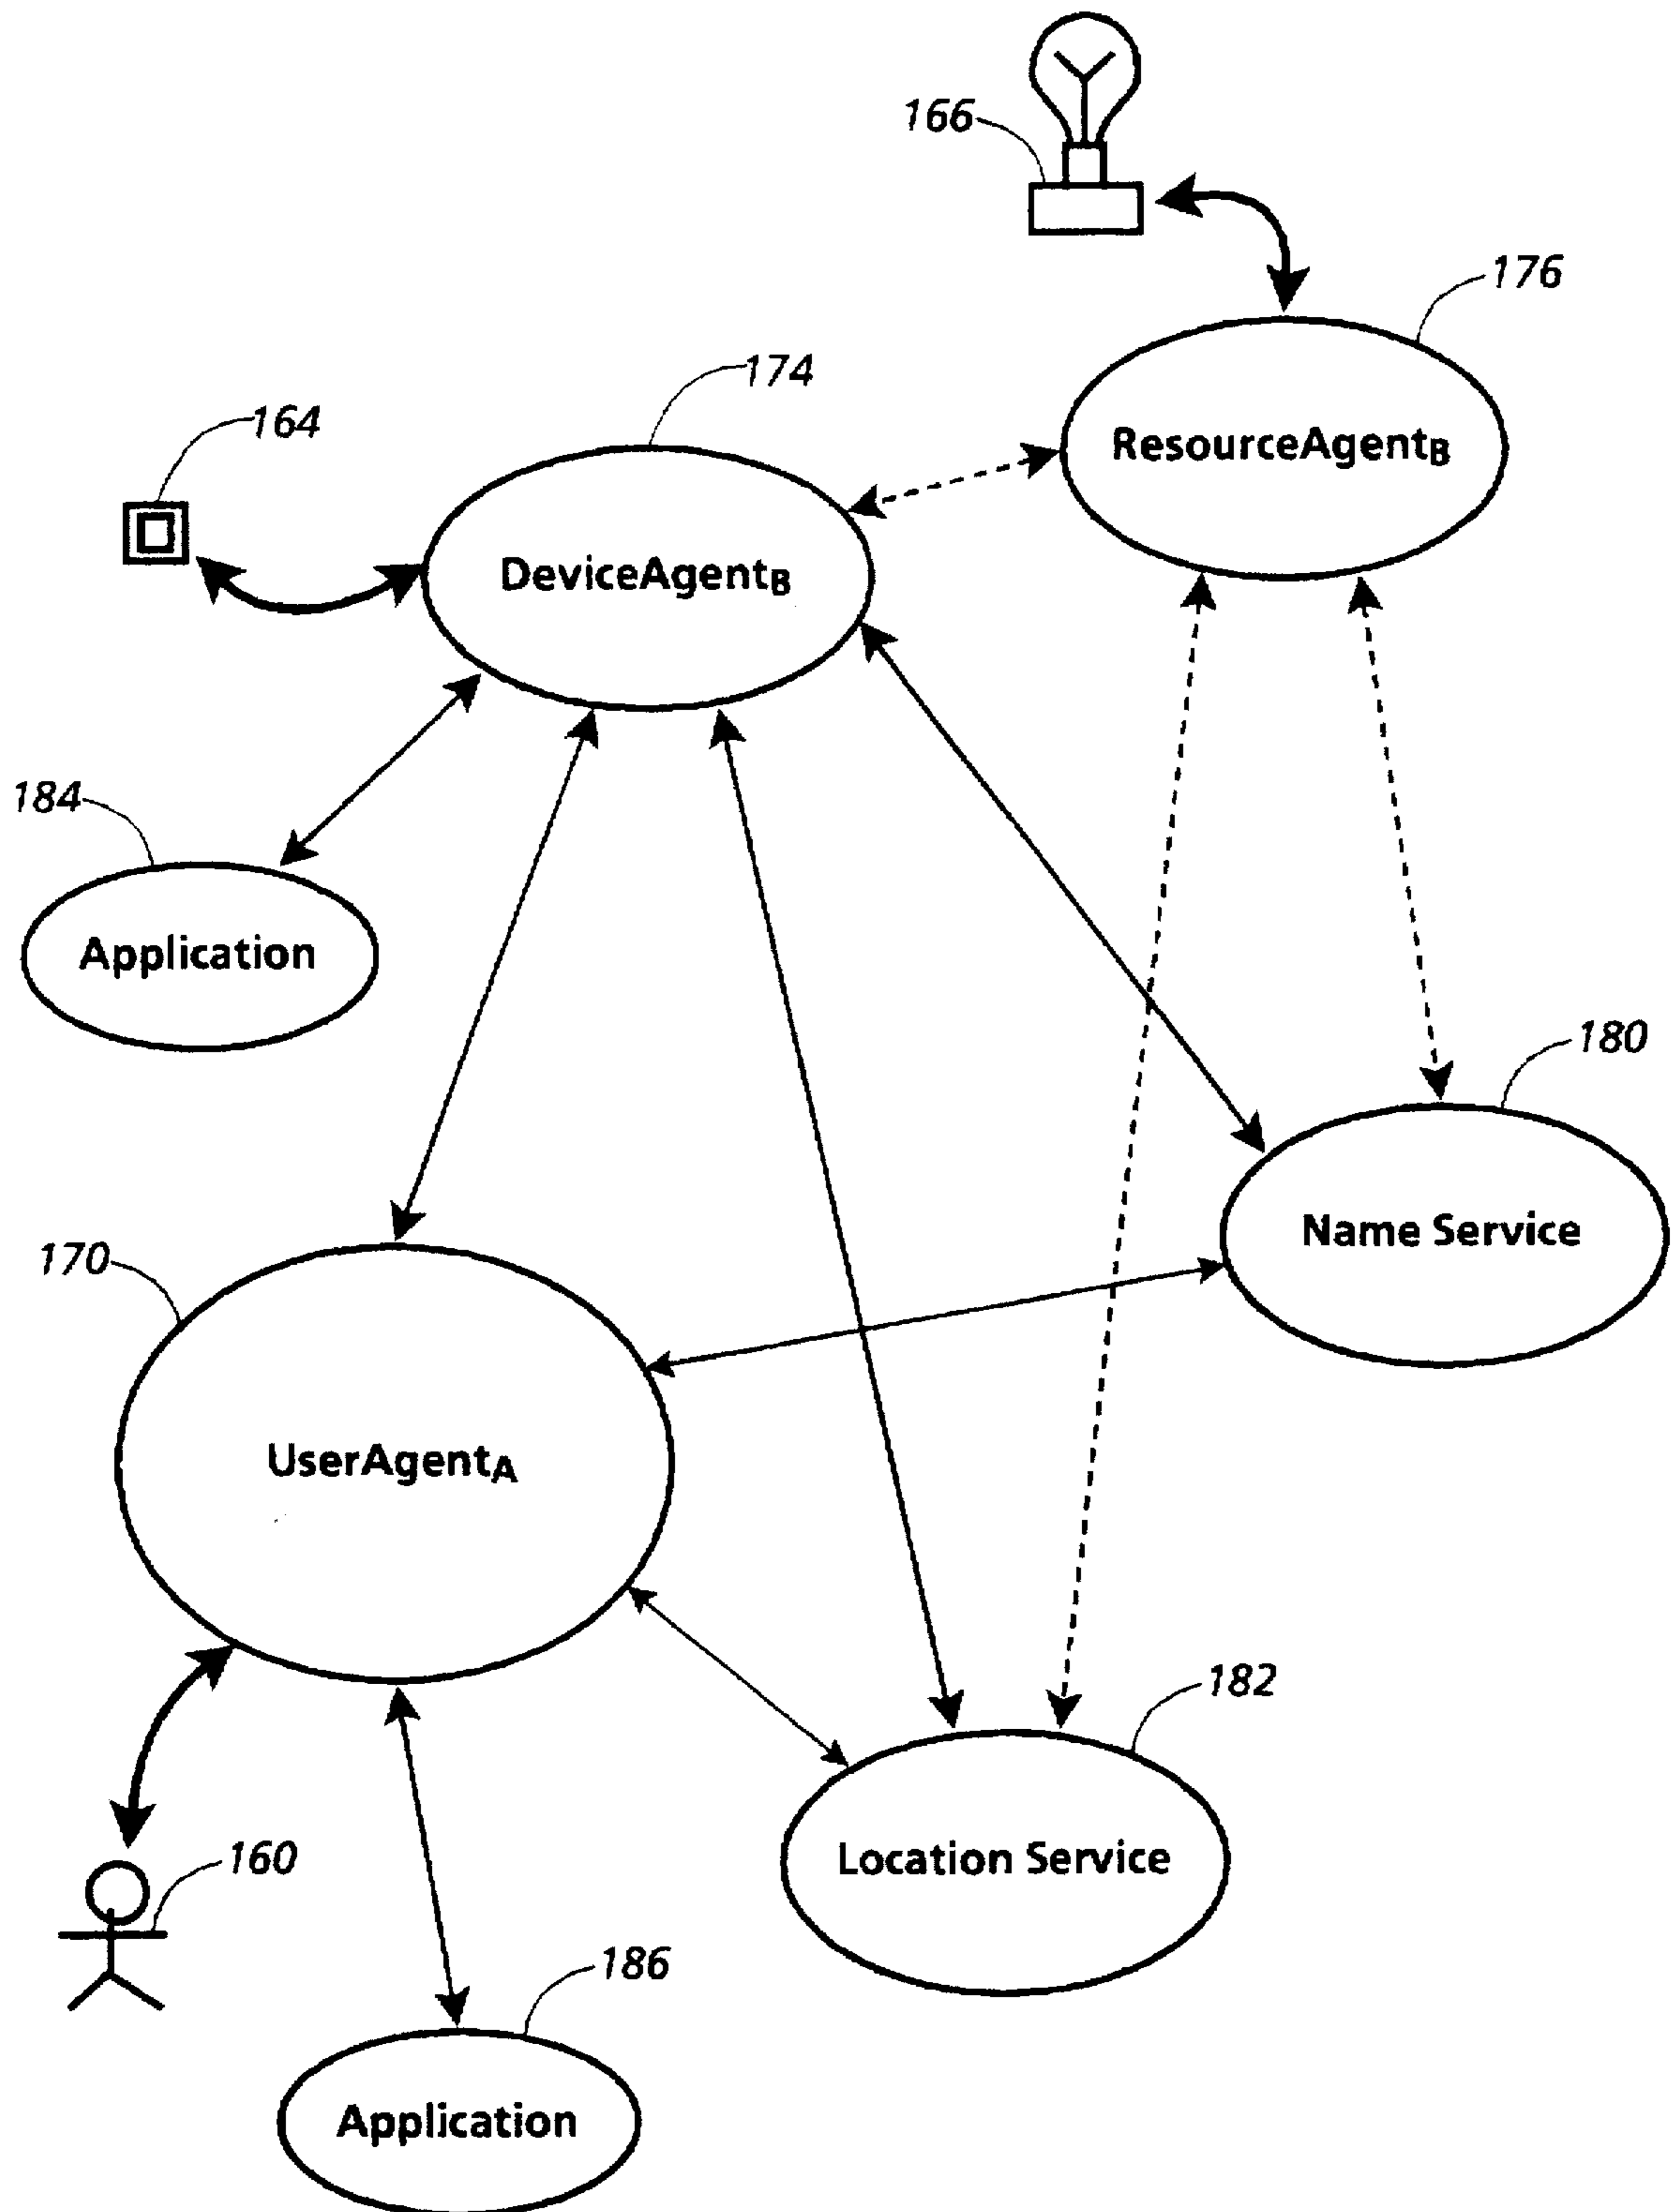 166
176
174
164
ResourceAgentB
DeviceAgentB
184
Application
180
Name Service
170
UserAgentA
182
Location Service
160
186
Application